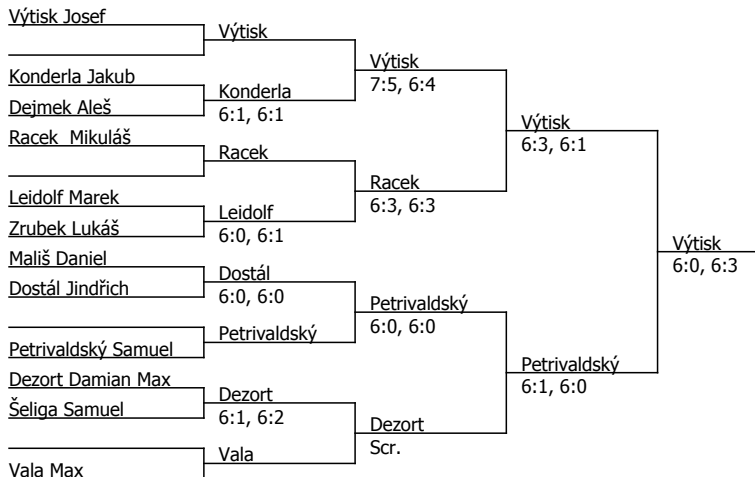 Výtisk Josef
Výtisk
Výtisk
7:5, 6:4
Konderla Jakub
Konderla
6:1, 6:1
Dejmek Aleš
Výtisk
6:3, 6:1
Racek  Mikuláš
Racek
Racek
6:3, 6:3
Leidolf Marek
Leidolf
6:0, 6:1
Zrubek Lukáš
Výtisk
6:0, 6:3
Mališ Daniel
Dostál
6:0, 6:0
Dostál Jindřich
Petrivaldský
6:0, 6:0
Petrivaldský
Petrivaldský Samuel
Petrivaldský
6:1, 6:0
Dezort Damian Max
Dezort
6:1, 6:2
Šeliga Samuel
Dezort
Scr.
Vala
Vala Max